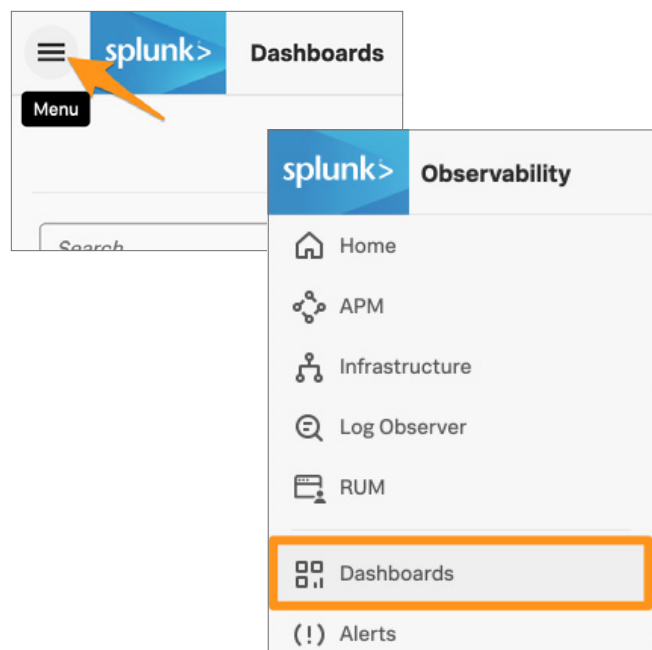 splunk> Dashboards
Menu
Search
splunk> Observability
Home
APM
Infrastructure
Log Observer
RUM
Dashboards
(!) Alerts